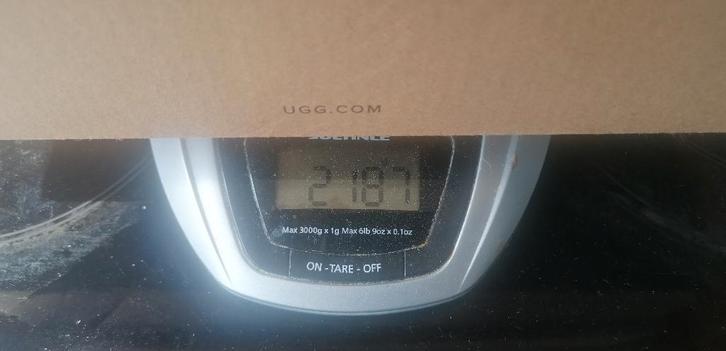 UGG.COM
2187
Max 3000g x 1g Max 6lb 9oz x 0.1oz
ON - TARE - OFF